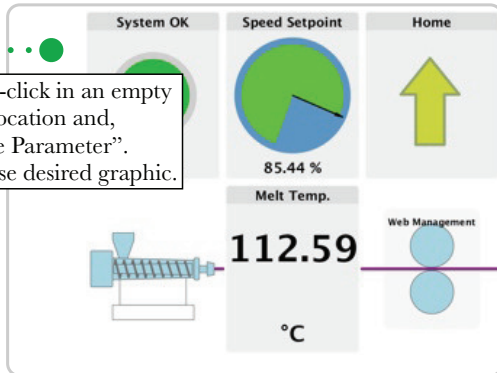 System OK
Speed Setpoint
Home
-click in an empty
ocation and,
e Parameter”.
se desired graphic.
85.44 %
Melt Temp.
112.59
°C
Web Management